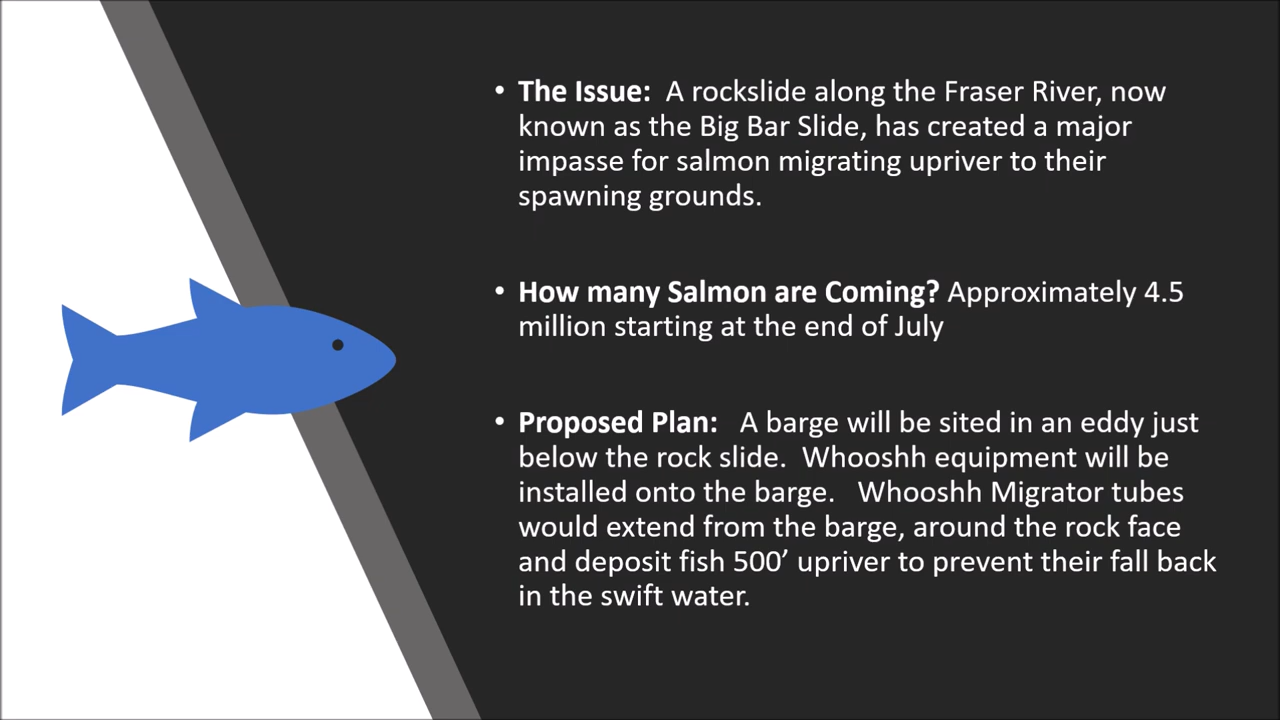 • The Issue:  A rockslide along the Fraser River, now
known as the Big Bar Slide, has created a major
impasse for salmon migrating upriver to their
spawning grounds.
• How many Salmon are Coming? Approximately 4.5
million starting at the end of July
• Proposed Plan:   A barge will be sited in an eddy just
below the rock slide.  Whooshh equipment will be
installed onto the barge.   Whooshh Migrator tubes
would extend from the barge, around the rock face
and deposit fish 500’ upriver to prevent their fall back
in the swift water.